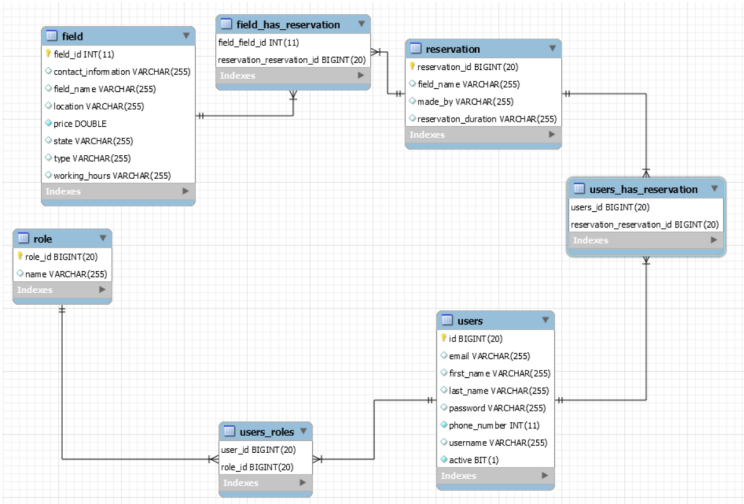 field
field_id INT(11)
contact_information VARCHAR(255)
field_name VARCHAR(255)
location VARCHAR(255)
price DOUBLE
state VARCHAR(255)
type VARCHAR(255)
working_hours VARCHAR(255)
Indexes
field_has_reservation
field_field_id INT(11)
reservation_reservation_id BIGINT(20)
Indexes
reservation
reservation_id BIGINT(20)
field_name VARCHAR(255)
made_by VARCHAR(255)
reservation_duration VARCHAR(255)
Indexes
users_has_reservation
users_id BIGINT(20)
reservation_reservation_id BIGINT(20)
Indexes
role
role_id BIGINT(20)
name VARCHAR(255)
Indexes
users
id BIGINT(20)
email VARCHAR(255)
first_name VARCHAR(255)
last_name VARCHAR(255)
password VARCHAR(255)
phone_number INT(11)
username VARCHAR(255)
active BIT(1)
Indexes
users_roles
user_id BIGINT(20)
role_id BIGINT(20)
Indexes